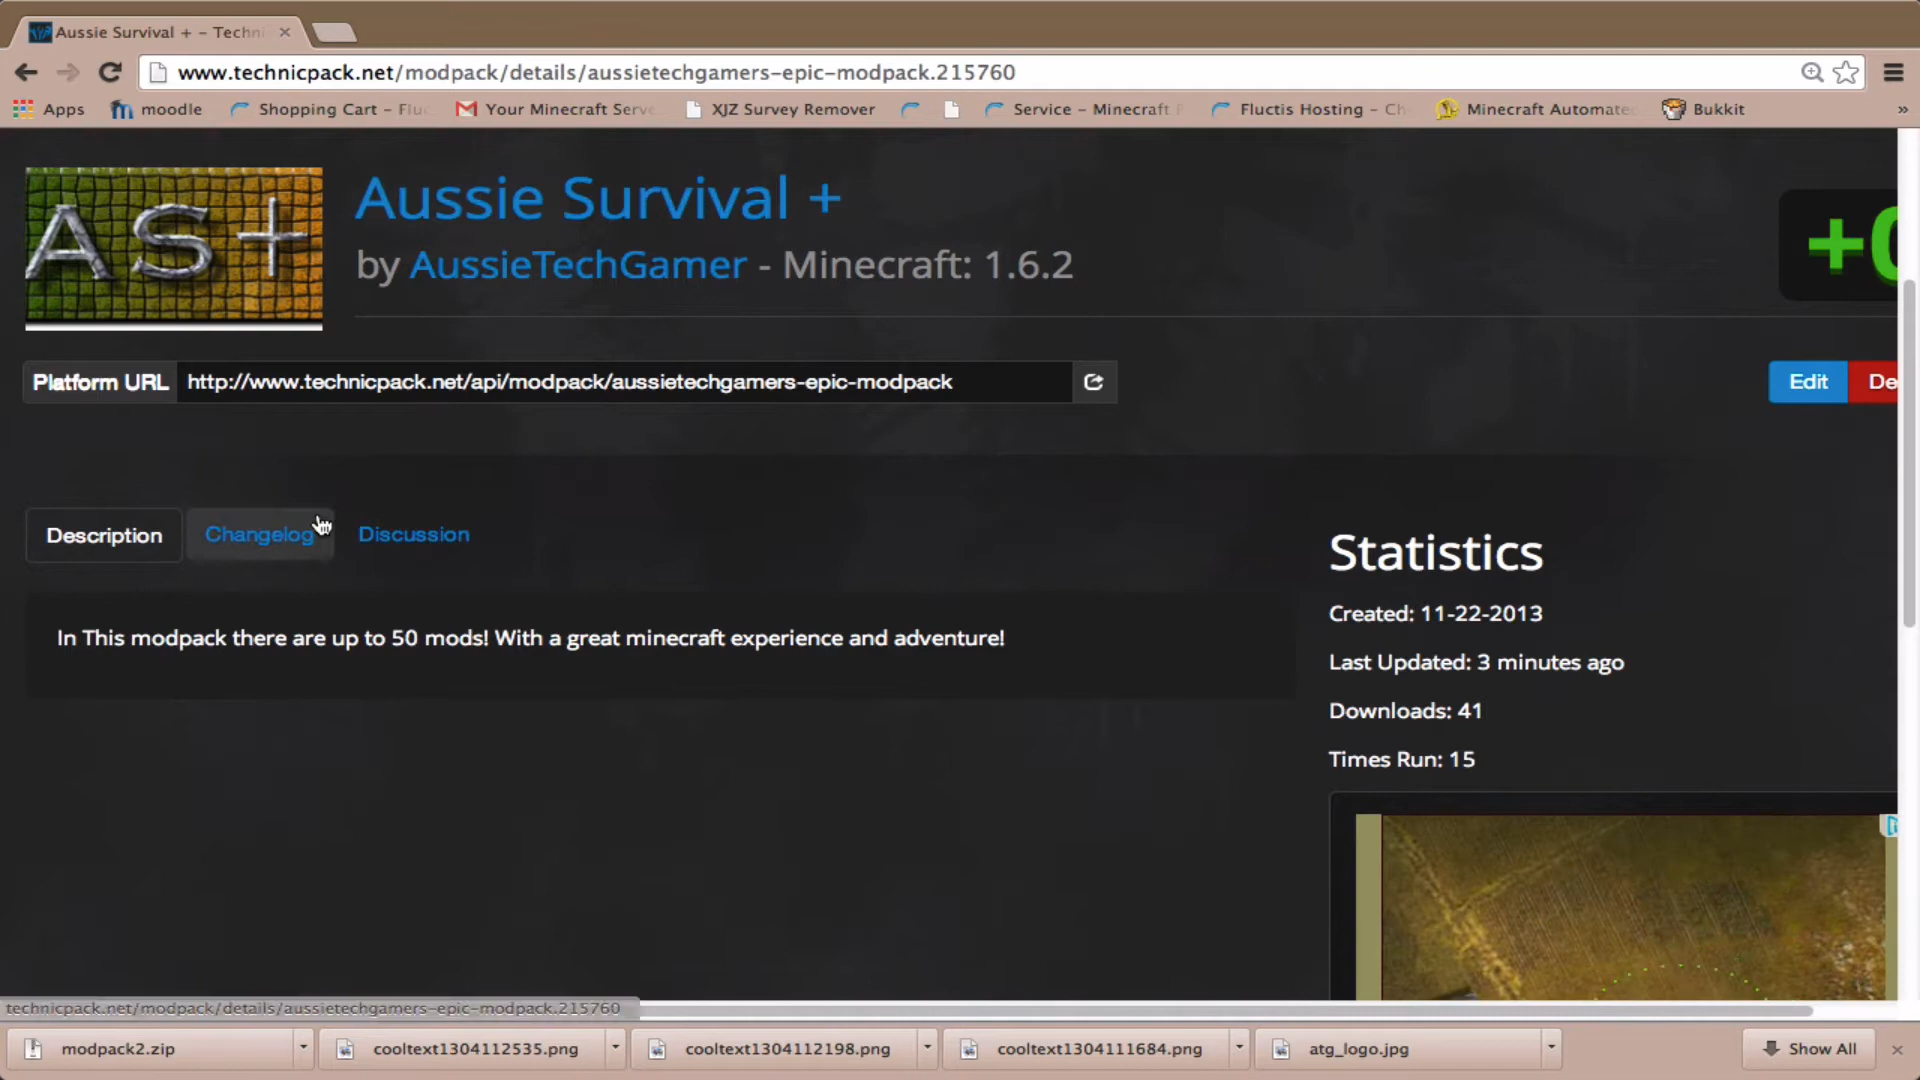 Aussie Survival + – Techni
www.technicpack.net/modpack/details/aussietechgamers-epic-modpack.215760
Apps moodle Shopping Cart – Fluc Your Minecraft Serve XJZ Survey Remover Service – Minecraft Fluctis Hosting – Ch Minecraft Automate Bukkit »
AS+
Aussie Survival +
by AussieTechGamer - Minecraft: 1.6.2
+0
Platform URL http://www.technicpack.net/api/modpack/aussietechgamers-epic-modpack
Edit De
Description Changelog Discussion
In This modpack there are up to 50 mods! With a great minecraft experience and adventure!
Statistics
Created: 11-22-2013
Last Updated: 3 minutes ago
Downloads: 41
Times Run: 15
technicpack.net/modpack/details/aussietechgamers-epic-modpack.215760
modpack2.zip cooltext1304112535.png cooltext1304112198.png cooltext1304111684.png atg_logo.jpg Show All